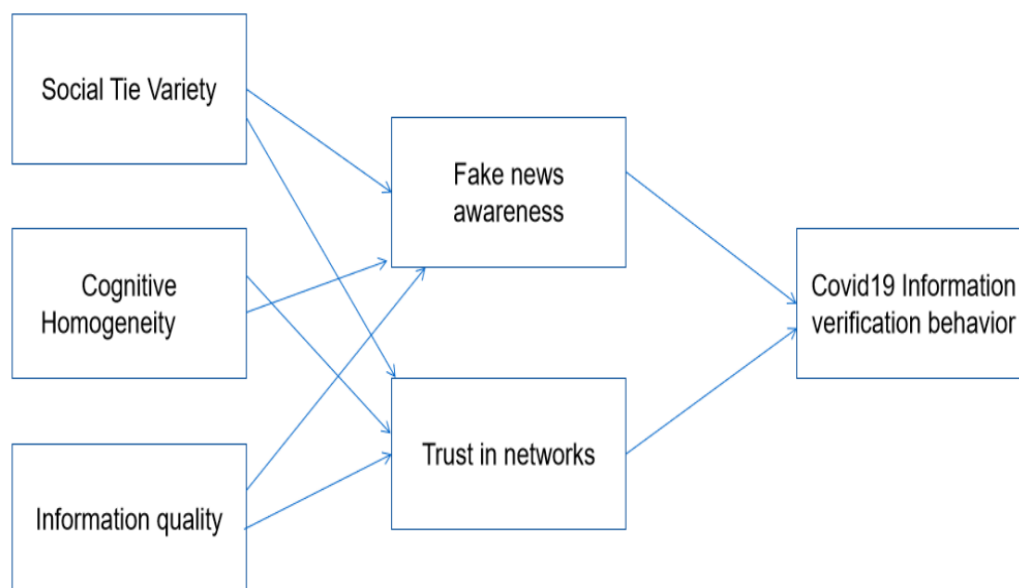 Social Tie Variety
Fake news
awareness
Cognitive
Homogeneity
Covid19 Information
verification behavior
Trust in networks
Information quality